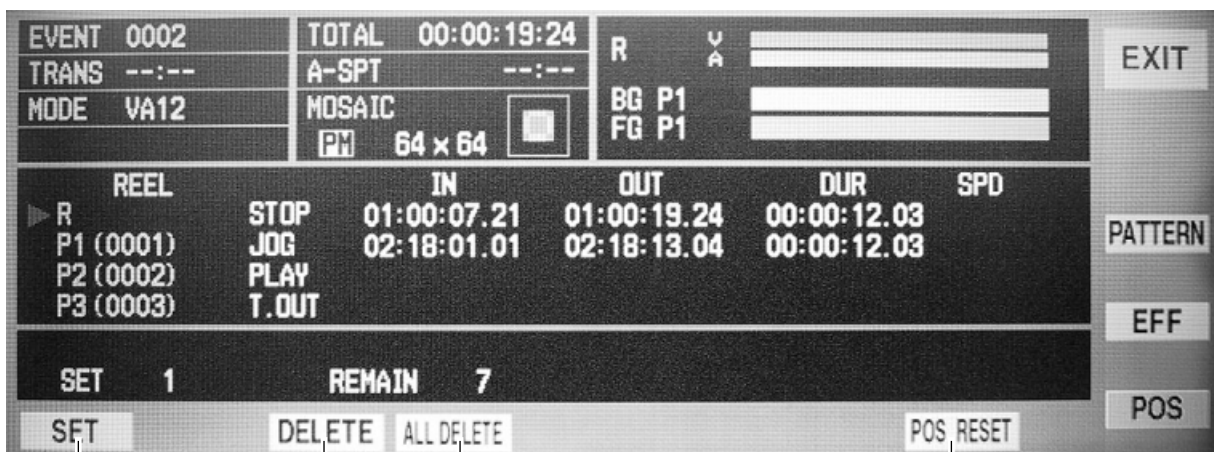 EVENT 0002
TRANS --:--
MODE VA12
TOTAL 00:00:19:24
A-SPT --:--
MOSAIC
PM 64 × 64
R V
A
BG P1
FG P1
EXIT
REEL IN OUT DUR SPD
R STOP 01:00:07.21 01:00:19.24 00:00:12.03
P1 (0001) JOG 02:18:01.01 02:18:13.04 00:00:12.03
P2 (0002) PLAY
P3 (0003) T.OUT
PATTERN
EFF
SET 1 REMAIN 7
POS
SET DELETE ALL DELETE POS RESET